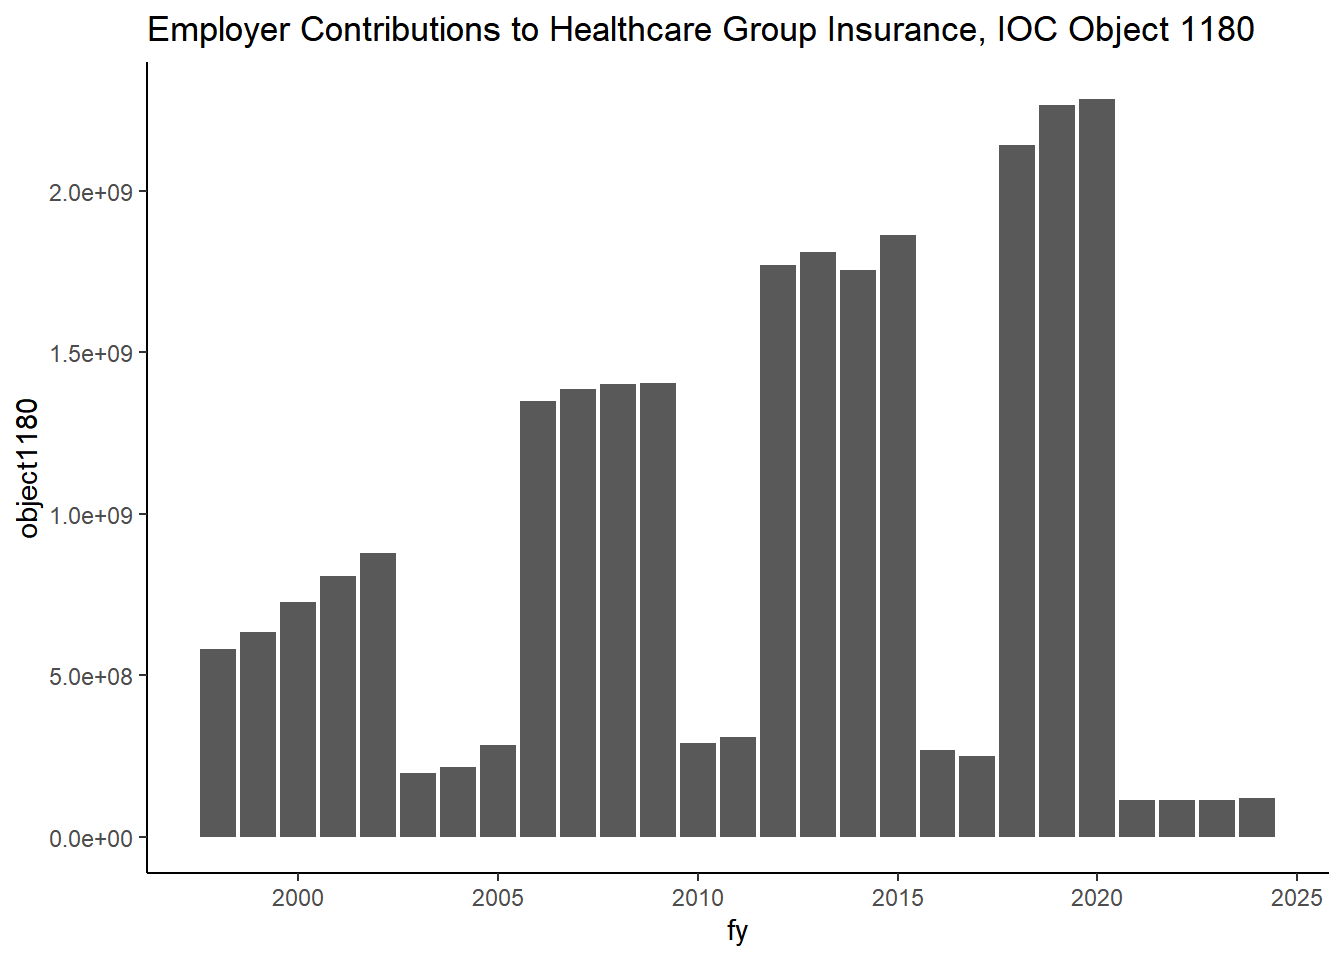 Employer Contributions to Healthcare Group Insurance, IOC Object 1180
object1180
2.0e+09
1.5e+09
1.0e+09
5.0e+08
0.0e+00
2000
2005
2010
2015
2020
2025
fy